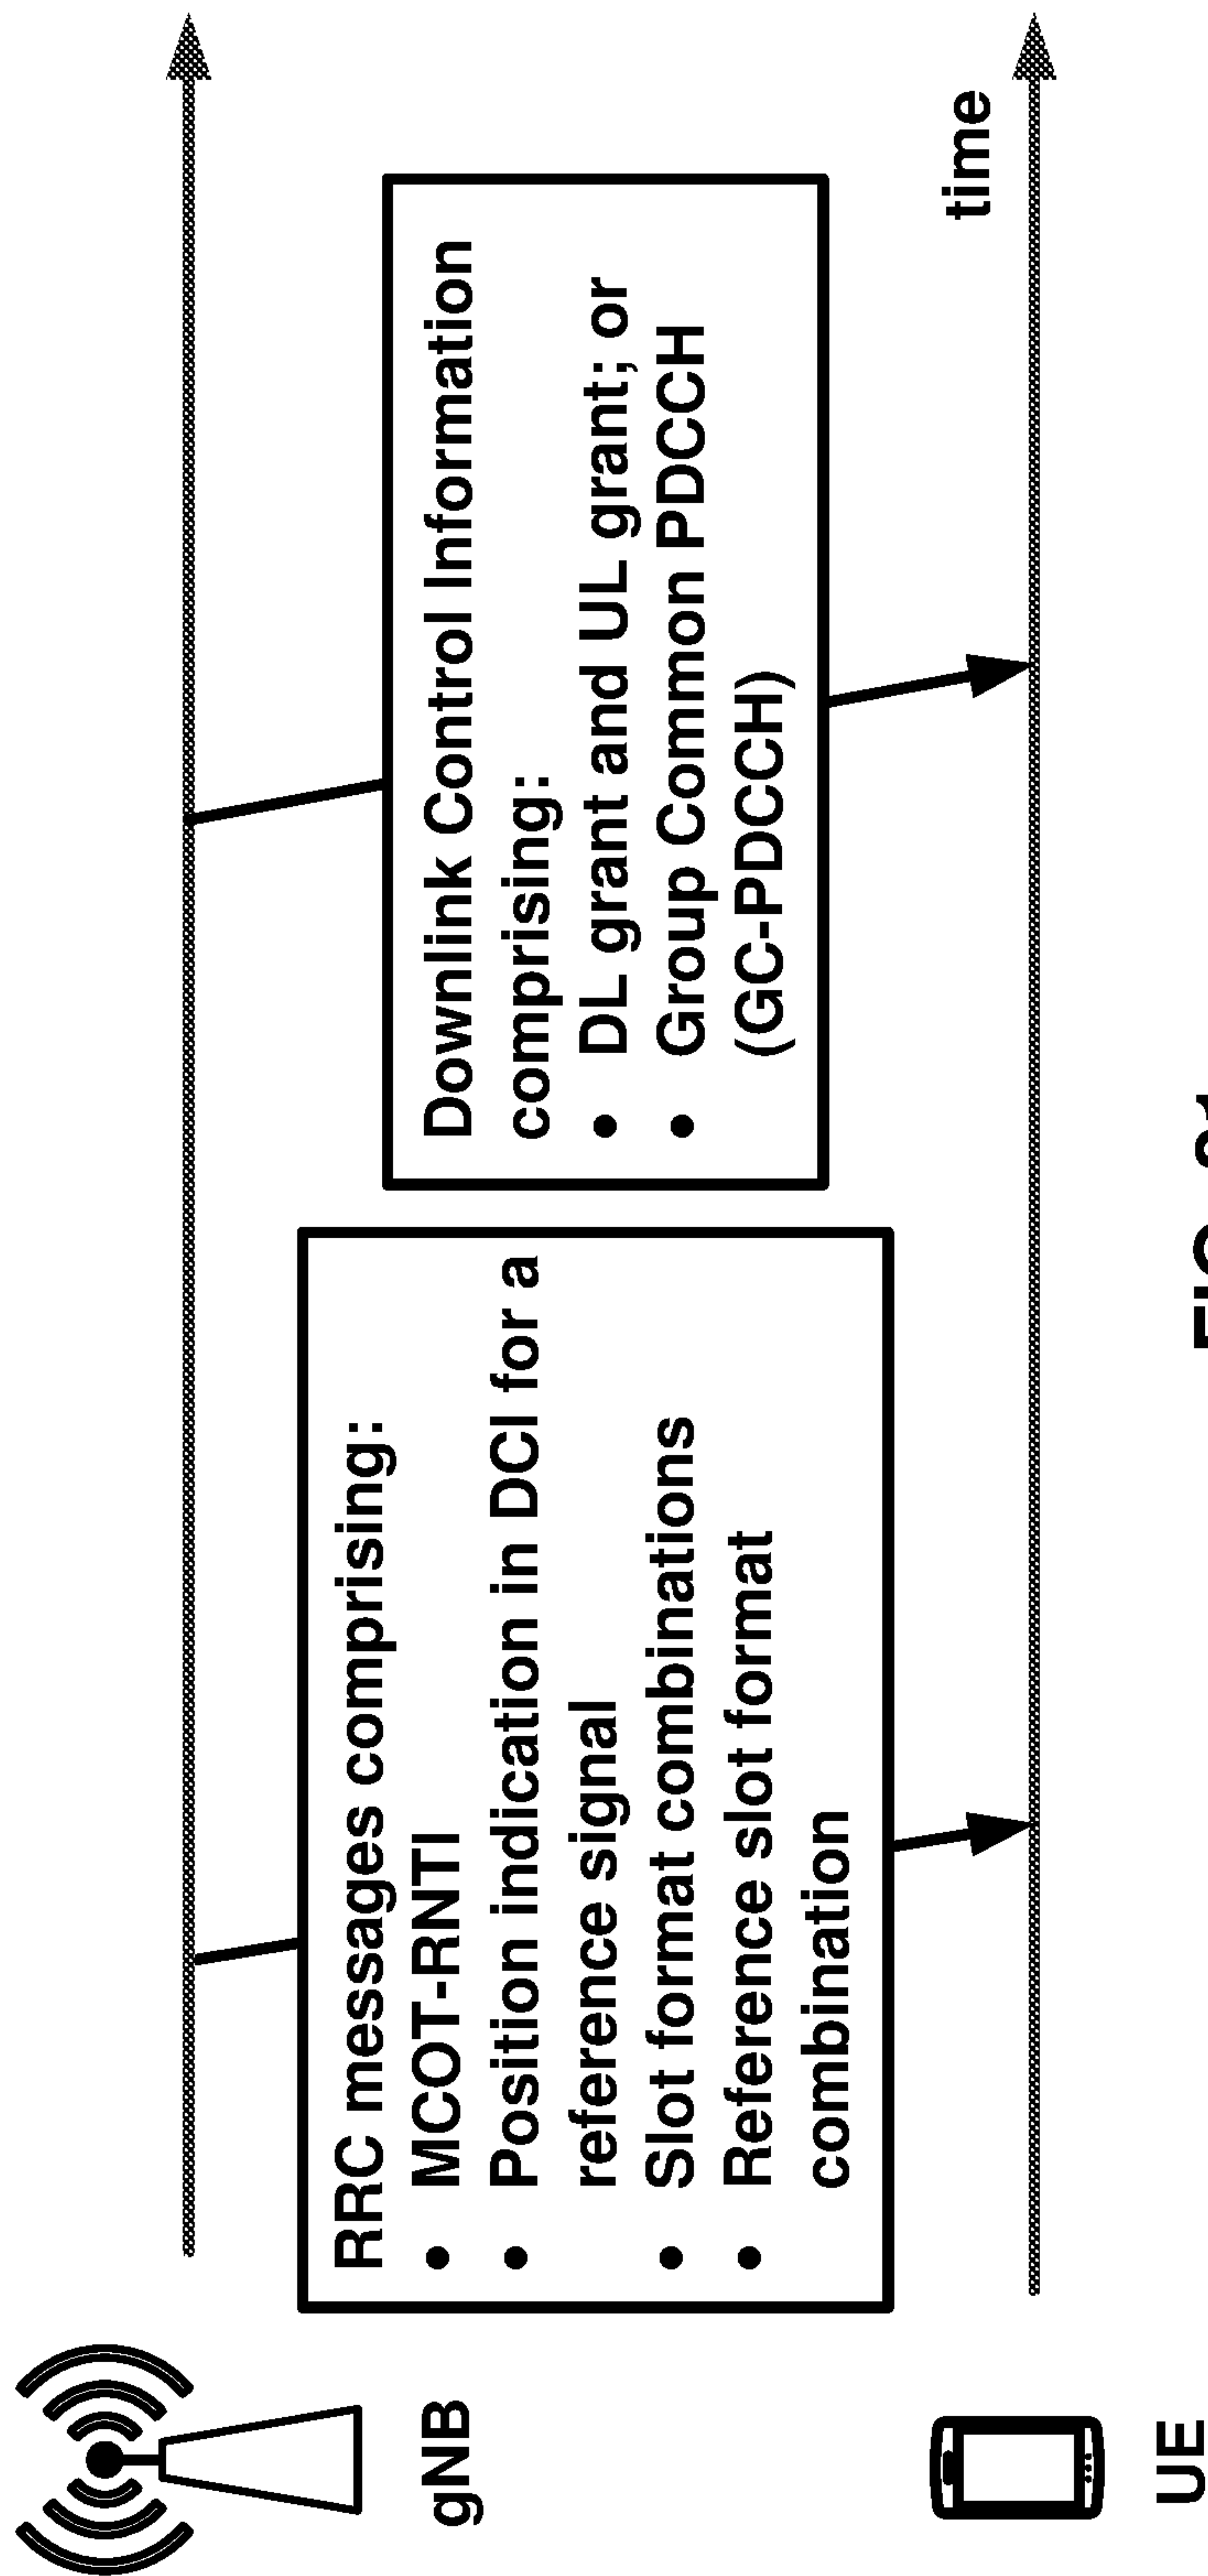 gNB
RRC messages comprising:
• MCOT-RNTI
• Position indication in DCI for a
reference signal
• Slot format combinations
• Reference slot format
combination
Downlink Control Information
comprising:
• DL grant and UL grant; or
• Group Common PDCCH
(GC-PDCCH)
time
UE
FIG.